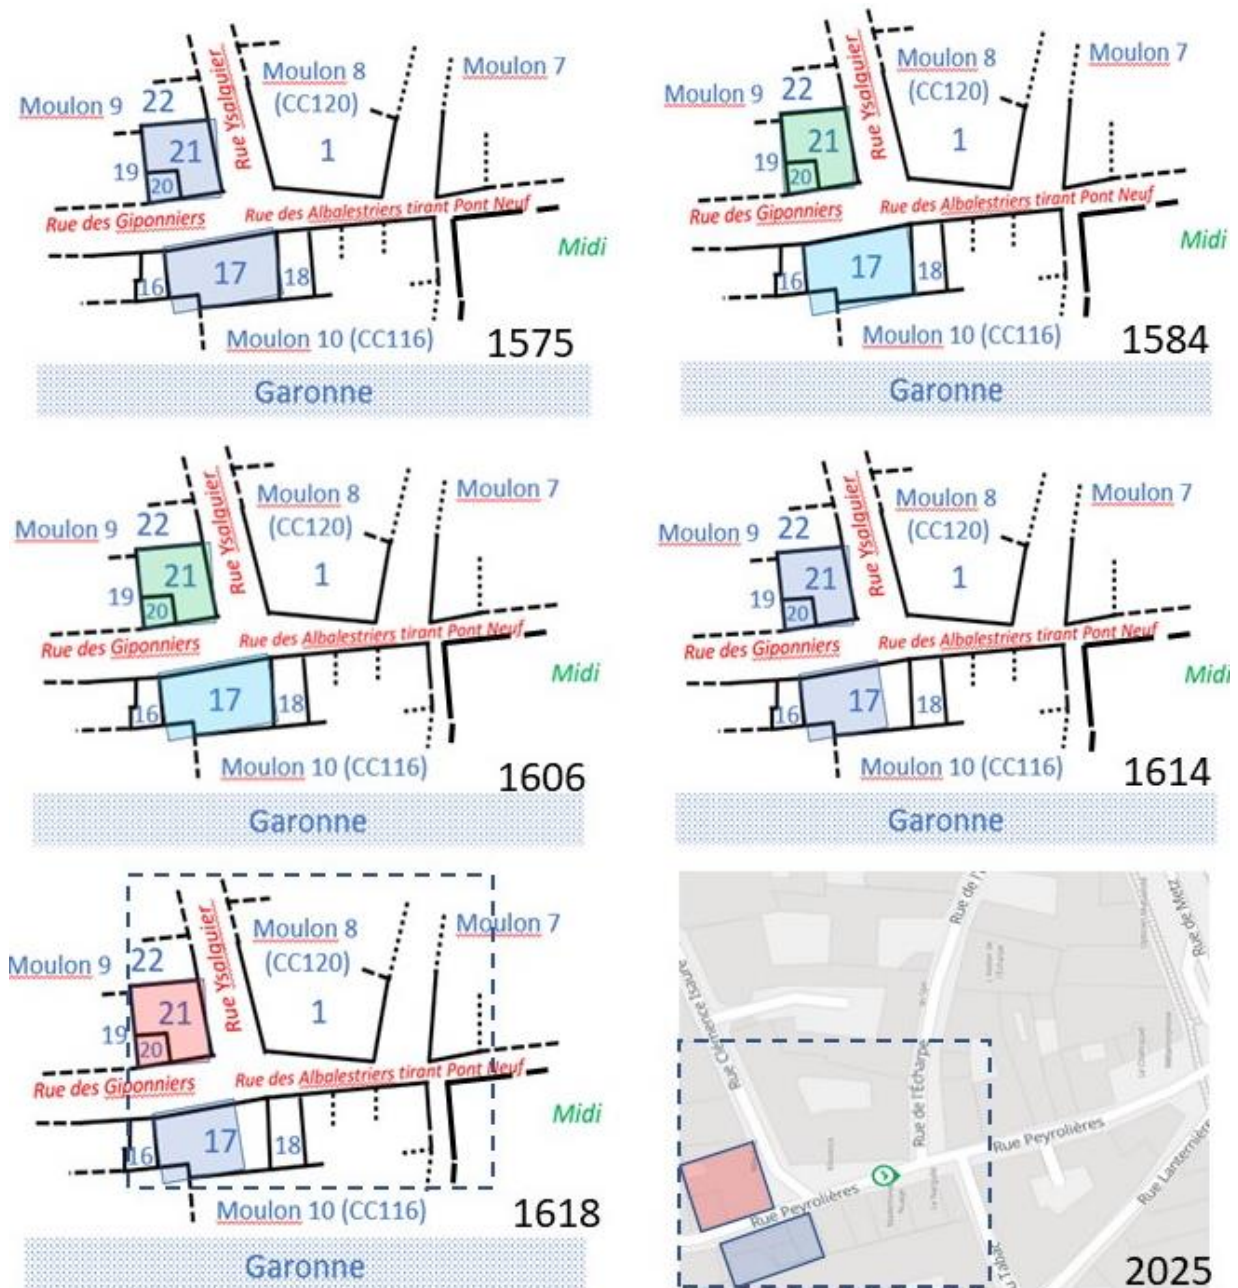 Moulon 9
22
Rue Ysalguier
Moulon 8
(CC120)
Moulon 7
21
19
20
1
Rue des Giponniers
Rue des Albalestriers tirant Pont Neuf
Midi
16
17
18
Moulon 10 (CC116)
1575
Garonne
Moulon 9
22
Rue Ysalguier
Moulon 8
(CC120)
Moulon 7
21
19
20
1
Rue des Giponniers
Rue des Albalestriers tirant Pont Neuf
Midi
16
17
18
Moulon 10 (CC116)
1584
Garonne
Moulon 9
22
Rue Ysalguier
Moulon 8
(CC120)
Moulon 7
21
19
20
1
Rue des Giponniers
Rue des Albalestriers tirant Pont Neuf
Midi
16
17
18
Moulon 10 (CC116)
1606
Garonne
Moulon 9
22
Rue Ysalguier
Moulon 8
(CC120)
Moulon 7
21
19
20
1
Rue des Giponniers
Rue des Albalestriers tirant Pont Neuf
Midi
16
17
18
Moulon 10 (CC116)
1614
Garonne
Moulon 9
22
Rue Ysalguier
Moulon 8
(CC120)
Moulon 7
21
19
20
1
Rue des Giponniers
Rue des Albalestriers tirant Pont Neuf
Midi
16
17
18
Moulon 10 (CC116)
1618
Garonne
Rue de l'
Rue de Metz
Rue Clémence Isaure
Rue de l'Écharpe
Rue Peyrolières
Rue Peyrolières
Rue Lanternière
Tabac
2025